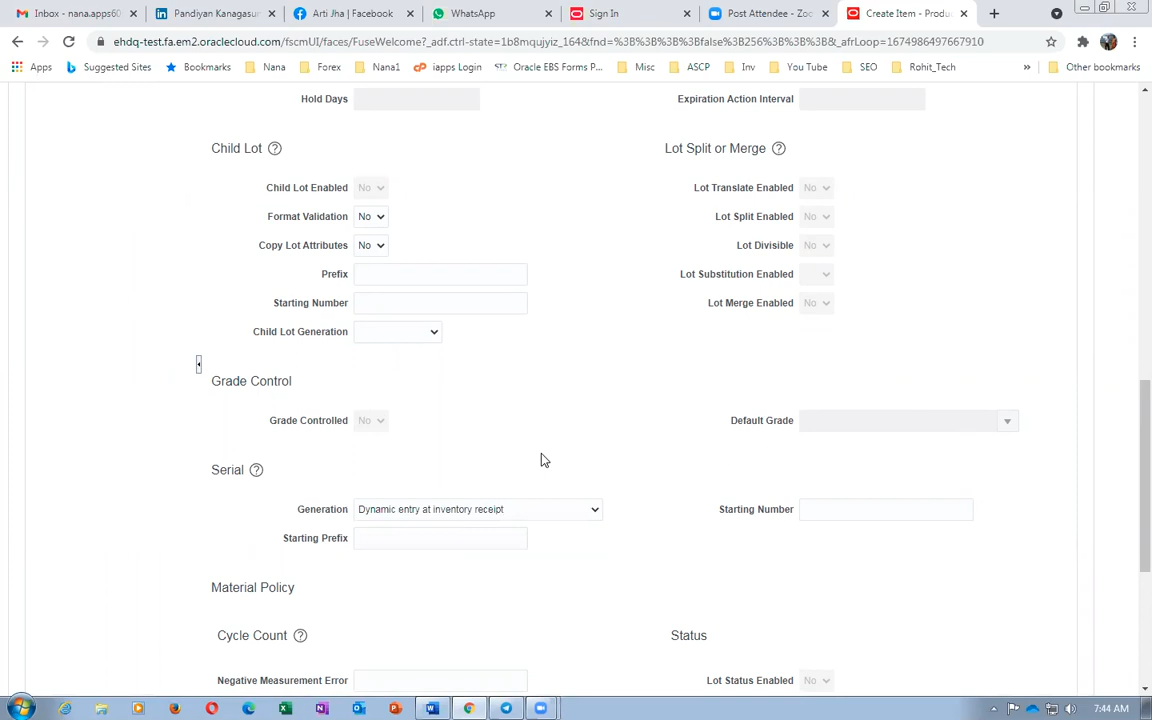 Inbox - nana.apps60
Pandiyan Kanagasun
Arti Jha | Facebook
WhatsApp
Sign In
Post Attendee - Zoo
Create Item - Produ
ehdq-test.fa.em2.oraclecloud.com/fscmUI/faces/FuseWelcome?_adf.ctrl-state=1b8mqujyiz_164&fnd=%3B%3B%3B%3Bfalse%3B256%3B%3B%3B&_afrLoop=1674986497667910
Apps Suggested Sites Bookmarks Nana Forex Nana1 iapps Login Oracle EBS Forms P... Misc ASCP Inv You Tube SEO Rohit_Tech » Other bookmarks
Hold Days Expiration Action Interval
Child Lot Lot Split or Merge
Child Lot Enabled No Lot Translate Enabled No
Format Validation No Lot Split Enabled No
Copy Lot Attributes No Lot Divisible No
Prefix Lot Substitution Enabled
Starting Number Lot Merge Enabled No
Child Lot Generation
Grade Control
Grade Controlled No Default Grade
Serial
Generation Dynamic entry at inventory receipt Starting Number
Starting Prefix
Material Policy
Cycle Count Status
Negative Measurement Error Lot Status Enabled No
7:44 AM